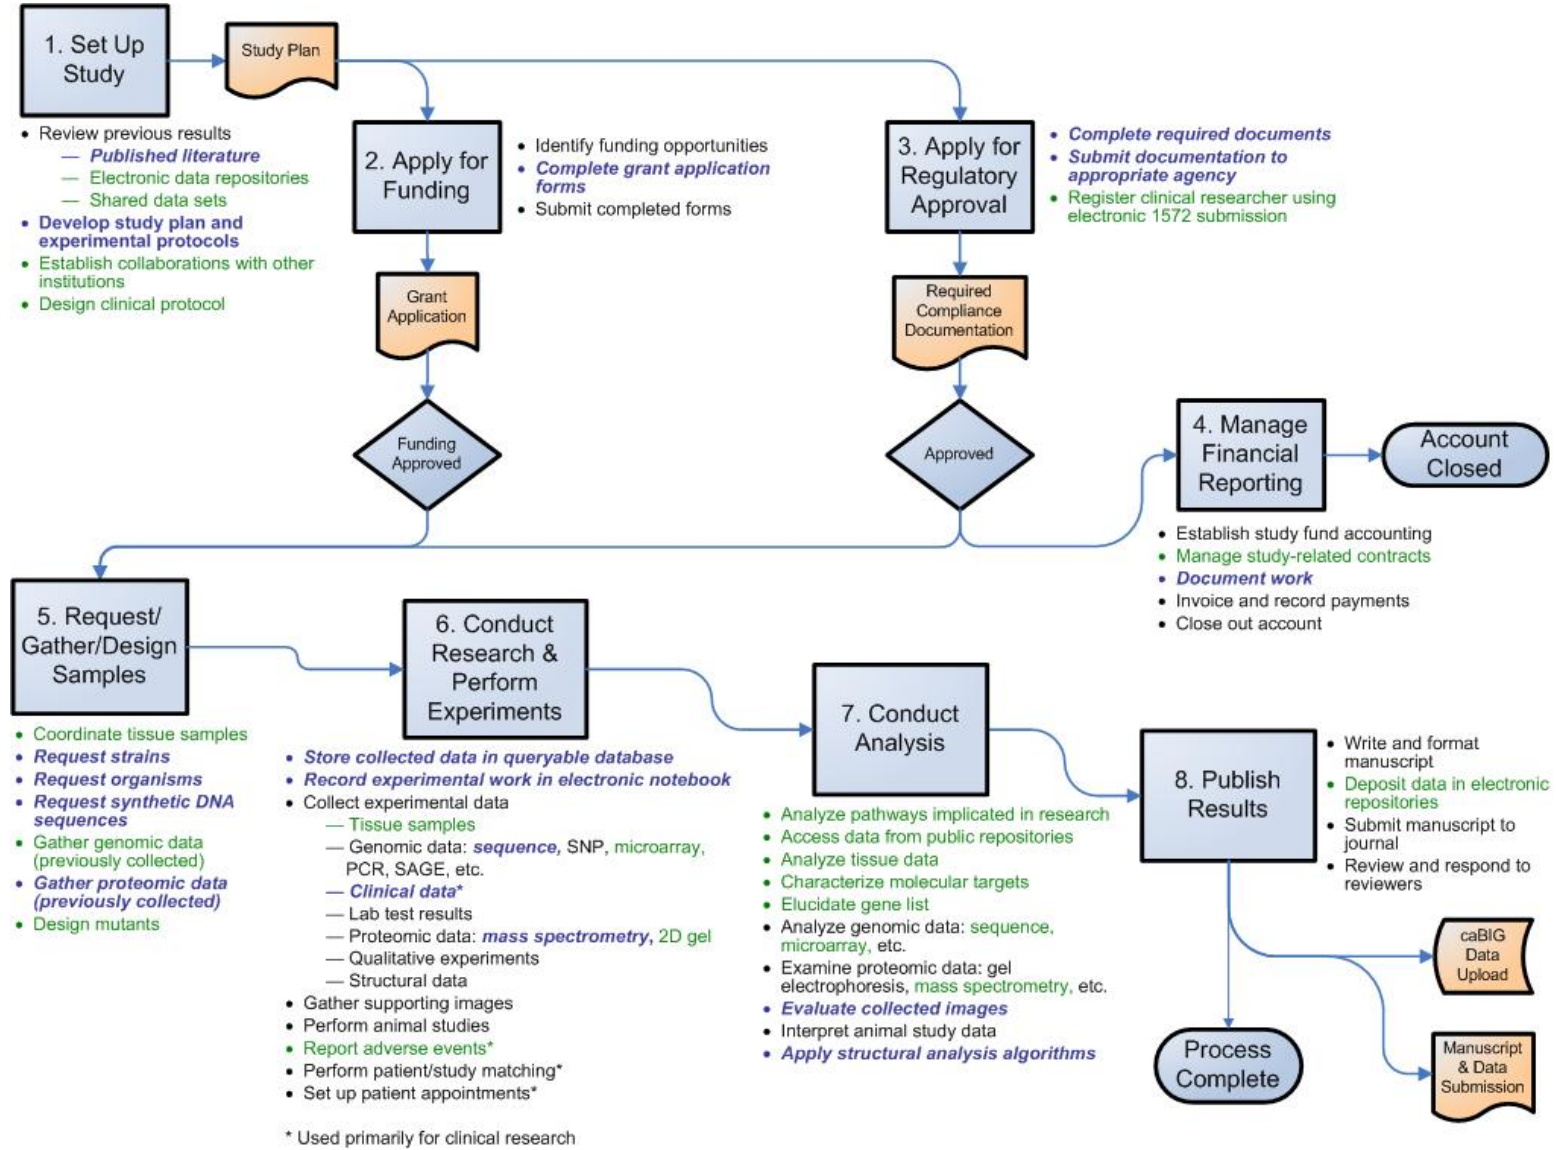 1. Set Up
Study
Study Plan
• Review previous results
— Published literature
— Electronic data repositories
— Shared data sets
• Develop study plan and
experimental protocols
• Establish collaborations with other
institutions
• Design clinical protocol
2. Apply for
Funding
• Identify funding opportunities
• Complete grant application
forms
• Submit completed forms
3. Apply for
Regulatory
Approval
• Complete required documents
• Submit documentation to
appropriate agency
• Register clinical researcher using
electronic 1572 submission
Grant
Application
Required
Compliance
Documentation
Funding
Approved
Approved
4. Manage
Financial
Reporting
Account
Closed
• Establish study fund accounting
• Manage study-related contracts
• Document work
• Invoice and record payments
• Close out account
5. Request/
Gather/Design
Samples
• Coordinate tissue samples
• Request strains
• Request organisms
• Request synthetic DNA
sequences
• Gather genomic data
(previously collected)
• Gather proteomic data
(previously collected)
• Design mutants
6. Conduct
Research &
Perform
Experiments
• Store collected data in queryable database
• Record experimental work in electronic notebook
• Collect experimental data
— Tissue samples
— Genomic data: sequence, SNP, microarray,
PCR, SAGE, etc.
— Clinical data*
— Lab test results
— Proteomic data: mass spectrometry, 2D gel
— Qualitative experiments
— Structural data
• Gather supporting images
• Perform animal studies
• Report adverse events*
• Perform patient/study matching*
• Set up patient appointments*
* Used primarily for clinical research
7. Conduct
Analysis
• Analyze pathways implicated in research
• Access data from public repositories
• Analyze tissue data
• Characterize molecular targets
• Elucidate gene list
• Analyze genomic data: sequence,
microarray, etc.
• Examine proteomic data: gel
electrophoresis, mass spectrometry, etc.
• Evaluate collected images
• Interpret animal study data
• Apply structural analysis algorithms
8. Publish
Results
• Write and format
manuscript
• Deposit data in electronic
repositories
• Submit manuscript to
journal
• Review and respond to
reviewers
caBIG
Data
Upload
Process
Complete
Manuscript
& Data
Submission